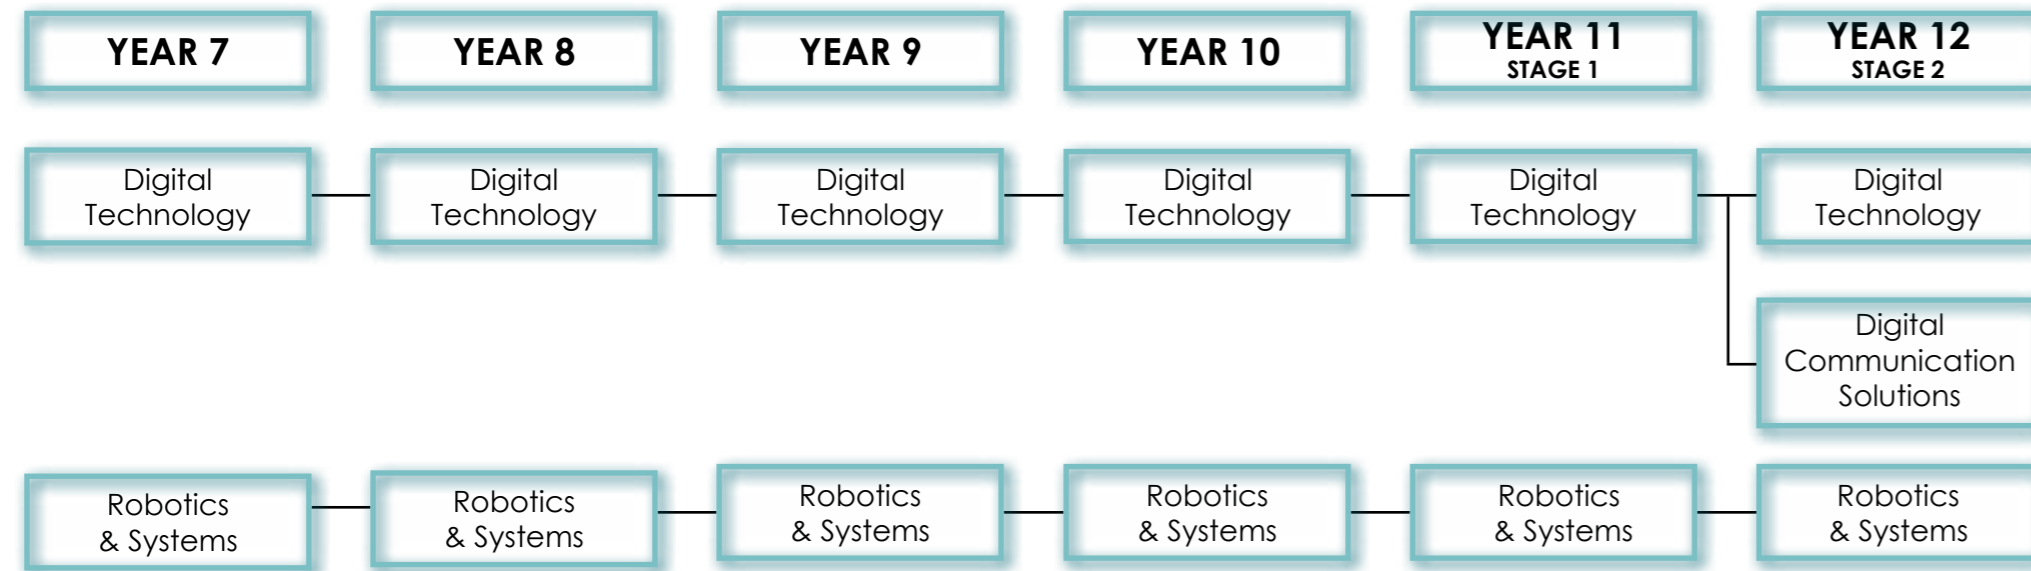 YEAR 7
YEAR 8
YEAR 9
YEAR 10
YEAR 11
STAGE 1
YEAR 12
STAGE 2
Digital
Technology
Digital
Technology
Digital
Technology
Digital
Technology
Digital
Technology
Digital
Technology
Digital
Communication
Solutions
Robotics
& Systems
Robotics
& Systems
Robotics
& Systems
Robotics
& Systems
Robotics
& Systems
Robotics
& Systems